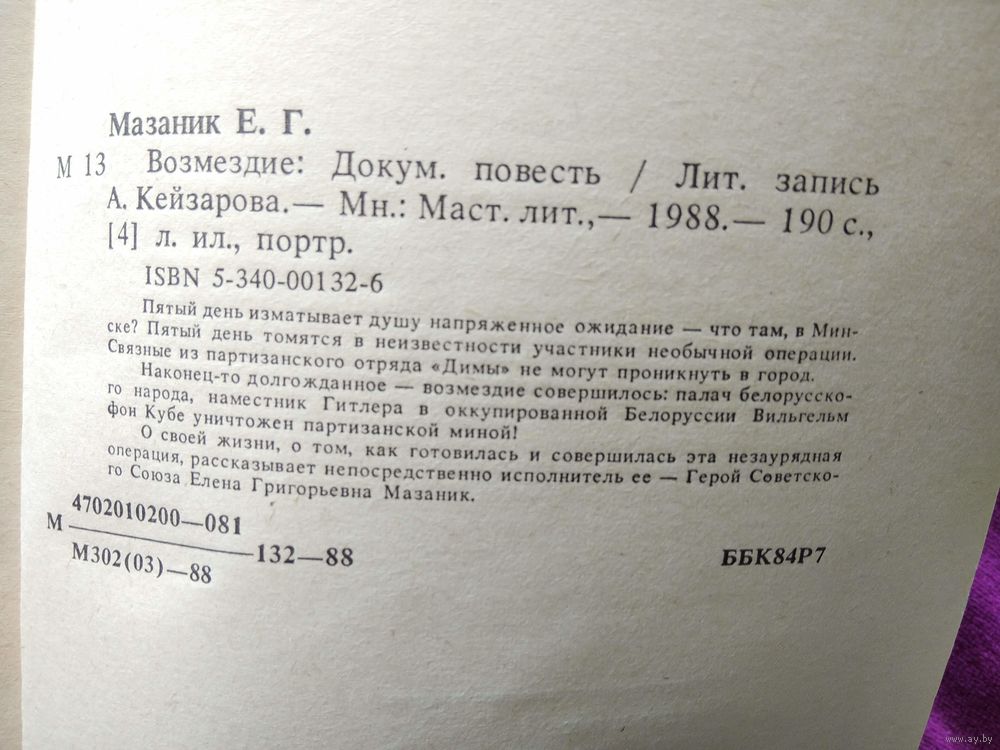 Мазаник Е. Г.
М 13 Возмездие: Докум. повесть / Лит. запись
А. Кейзарова.— Мн.: Маст. лит.,— 1988.— 190 с.,
[4] л. ил., портр.
ISBN 5-340-00132-6
Пятый день изматывает душу напряженное ожидание — что там, в Мин-
ске? Пятый день томятся в неизвестности участники необычной операции.
Связные из партизанского отряда «Димы» не могут проникнуть в город.
Наконец-то долгожданное — возмездие совершилось: палач белорусско-
го народа, наместник Гитлера в оккупированной Белоруссии Вильгельм
фон Кубе уничтожен партизанской миной!
О своей жизни, о том, как готовилась и совершилась эта незаурядная
операция, рассказывает непосредственно исполнитель ее — Герой Советско-
го Союза Елена Григорьевна Мазаник.
4702010200—081
М 132—88
М302(03)—88
ББК84Р7
www.ay.by